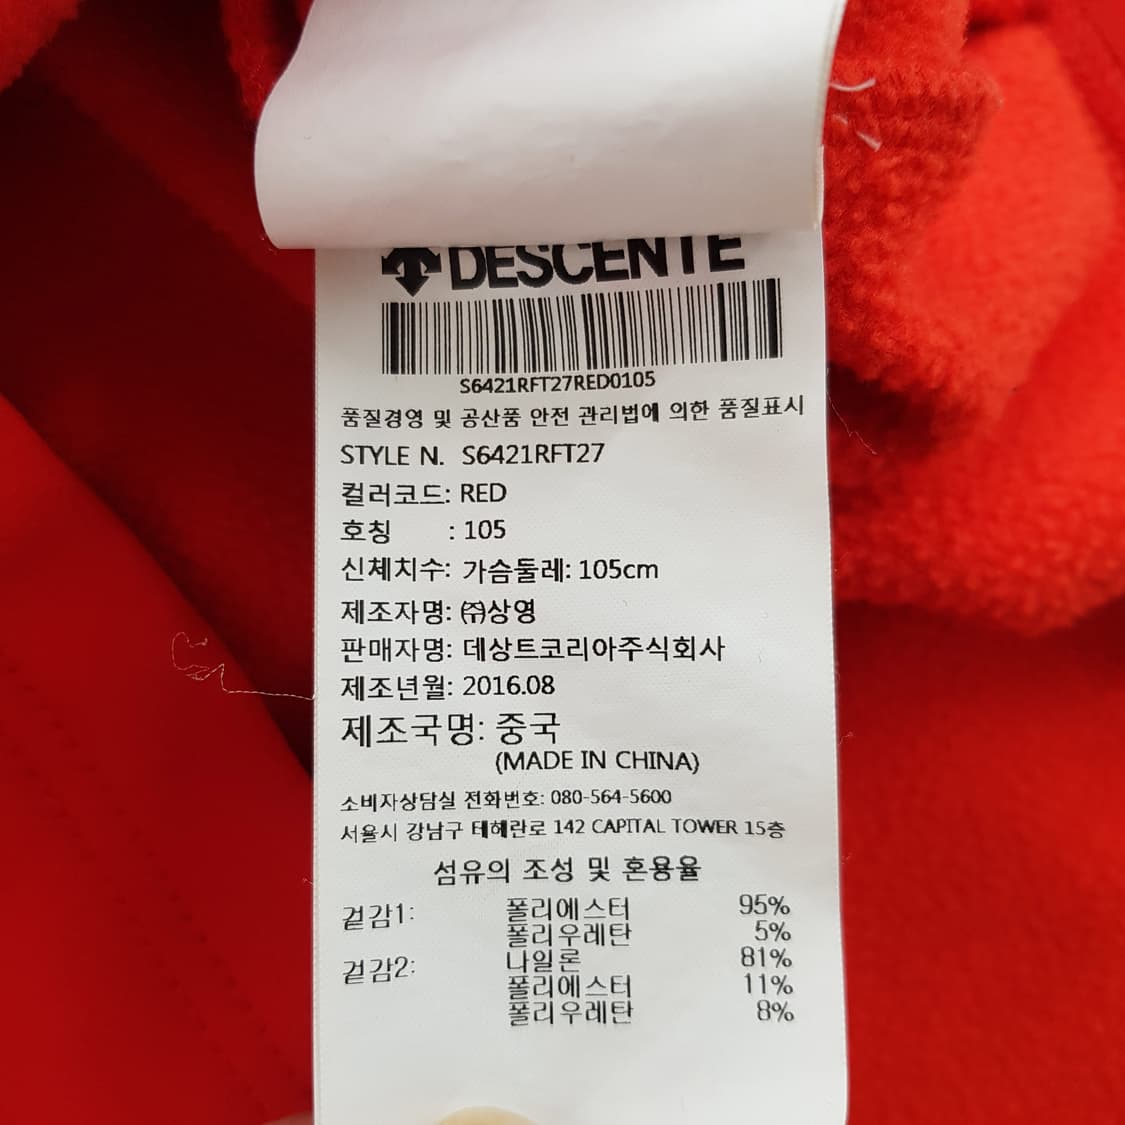 DESCENTE
S6421RFT27RED0105
품질경영 및 공산품 안전 관리법에 의한 품질표시
STYLE N. S6421RFT27
컬러코드: RED
호칭 : 105
신체치수: 가슴둘레: 105cm
제조자명: ㈜상영
판매자명: 데상트코리아주식회사
제조년월: 2016.08
제조국명: 중국
(MADE IN CHINA)
소비자상담실 전화번호: 080-564-5600
서울시 강남구 테헤란로 142 CAPITAL TOWER 15층
섬유의 조성 및 혼용율
겉감1: 폴리에스터 95%
폴리우레탄 5%
겉감2: 나일론 81%
폴리에스터 11%
폴리우레탄 8%